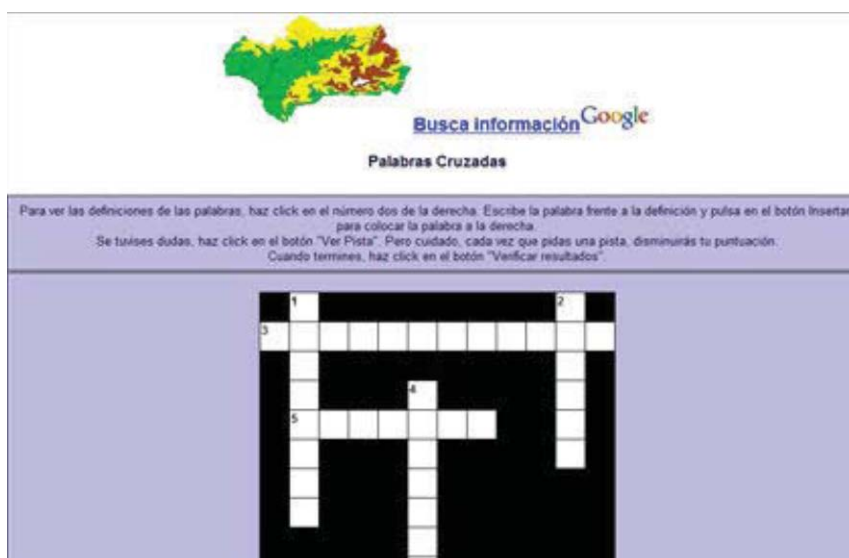 Busca información Google
Palabras Cruzadas
Para ver las definiciones de las palabras, haz click en el número dos de la derecha. Escribe la palabra frente a la definición y pulsa en el botón Insertar
para colocar la palabra a la derecha.
Se tuvises dudas, haz click en el botón "Ver Pista". Pero cuidado, cada vez que pidas una pista, disminuirás tu puntuación.
Cuando termines, haz click en el botón "Verificar resultados".
1 2
3
4
5